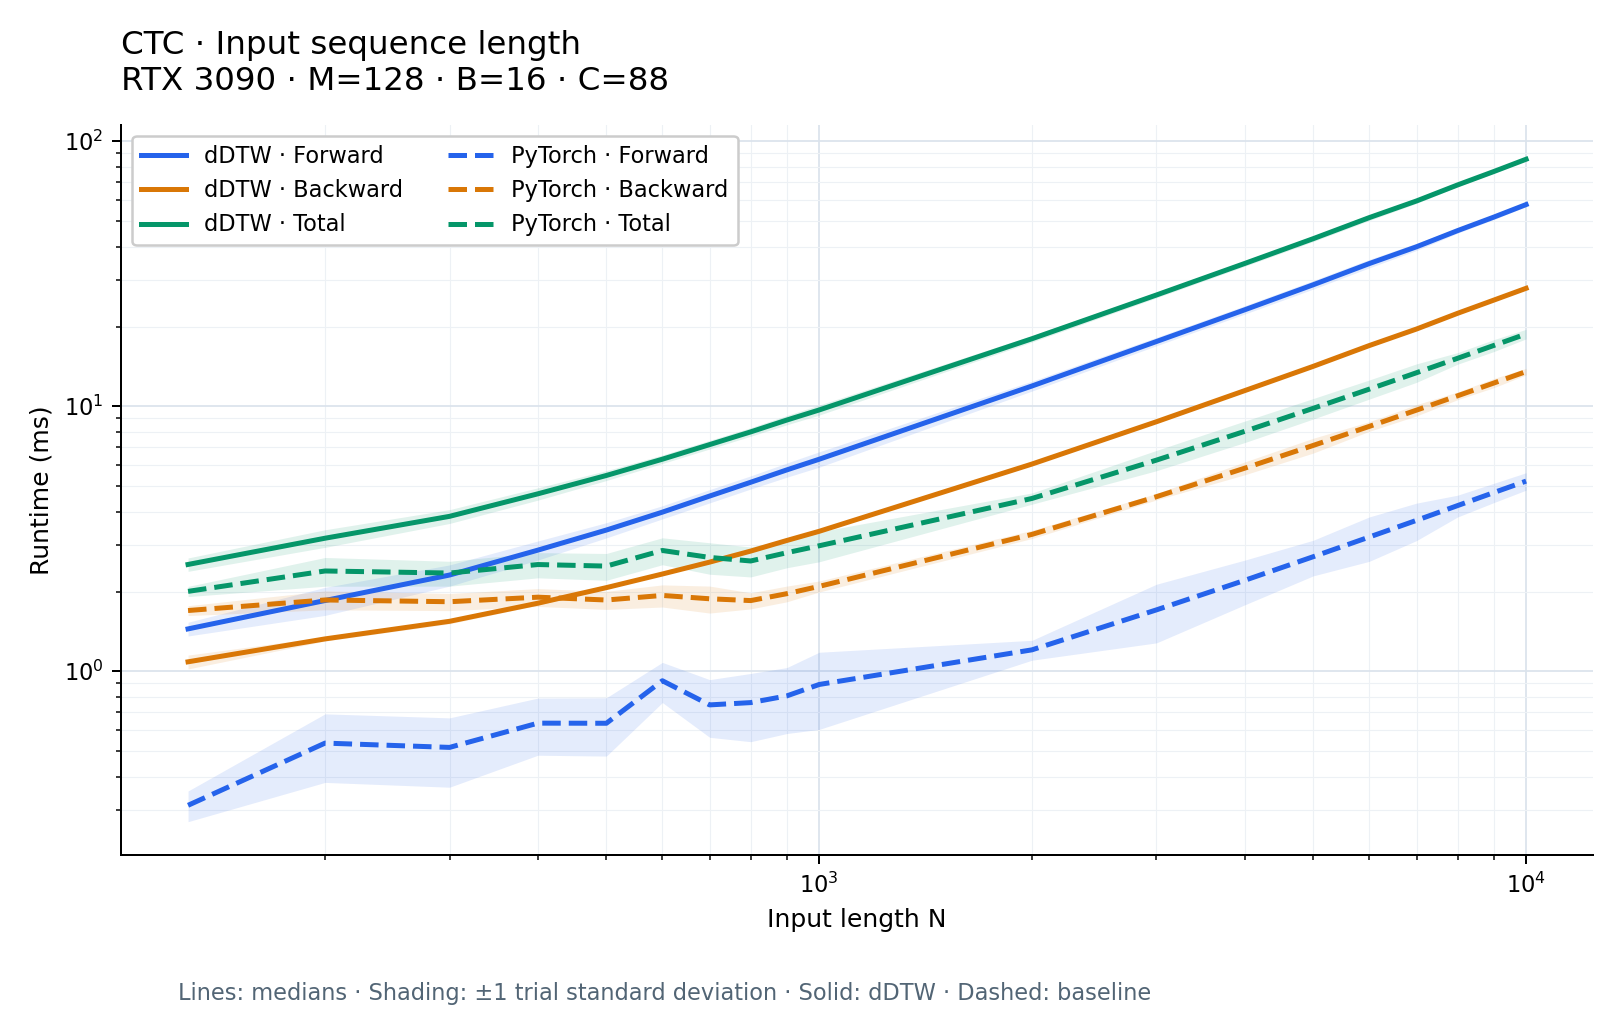 CTC · Input sequence length
RTX 3090 · M=128 · B=16 · C=88
dDTW · Forward
dDTW · Backward
dDTW · Total
PyTorch · Forward
PyTorch · Backward
PyTorch · Total
Runtime (ms)
10²
10¹
10⁰
10³
10⁴
Input length N
Lines: medians · Shading: ±1 trial standard deviation · Solid: dDTW · Dashed: baseline